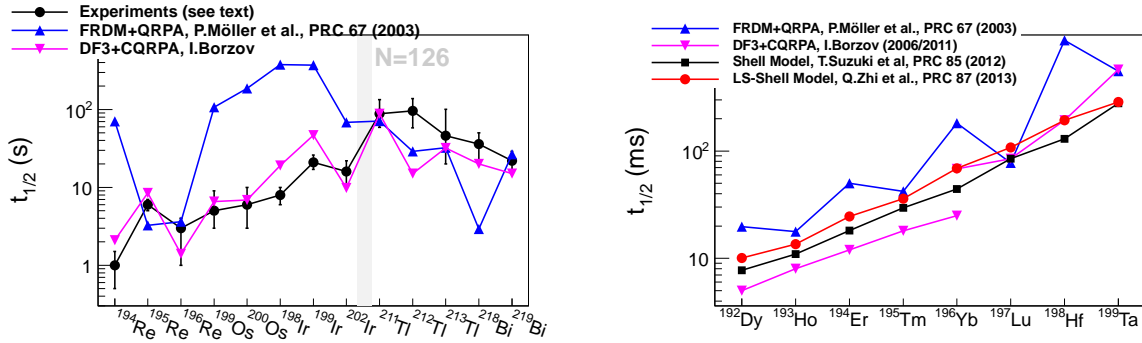 Experiments (see text)
FRDM+QRPA, P.Möller et al., PRC 67 (2003)
DF3+CQRPA, I.Borzov
N=126
t1/2 (s)
10²
10
1
¹⁹⁴Re ¹⁹⁵Re ¹⁹⁶Re ¹⁹⁹Os ²⁰⁰Os ¹⁹⁸Ir ¹⁹⁹Ir ²⁰²Ir ²¹¹Tl ²¹²Tl ²¹³Tl ²¹⁸Bi ²¹⁹Bi
FRDM+QRPA, P.Möller et al., PRC 67 (2003)
DF3+CQRPA, I.Borzov (2006/2011)
Shell Model, T.Suzuki et al, PRC 85 (2012)
LS-Shell Model, Q.Zhi et al., PRC 87 (2013)
t1/2 (ms)
10²
10
¹⁹²Dy ¹⁹³Ho ¹⁹⁴Er ¹⁹⁵Tm ¹⁹⁶Yb ¹⁹⁷Lu ¹⁹⁸Hf ¹⁹⁹Ta